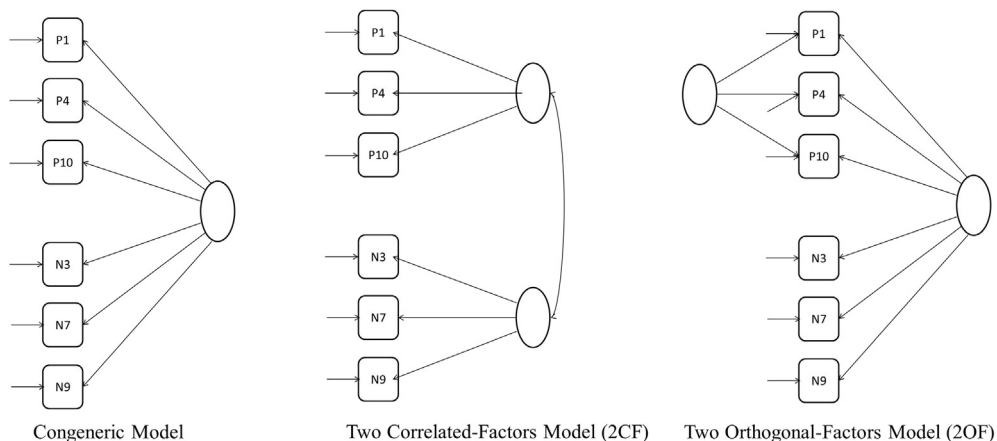 P1
P4
P10
N3
N7
N9
Congeneric Model
P1
P4
P10
N3
N7
N9
Two Correlated-Factors Model (2CF)
P1
P4
P10
N3
N7
N9
Two Orthogonal-Factors Model (2OF)